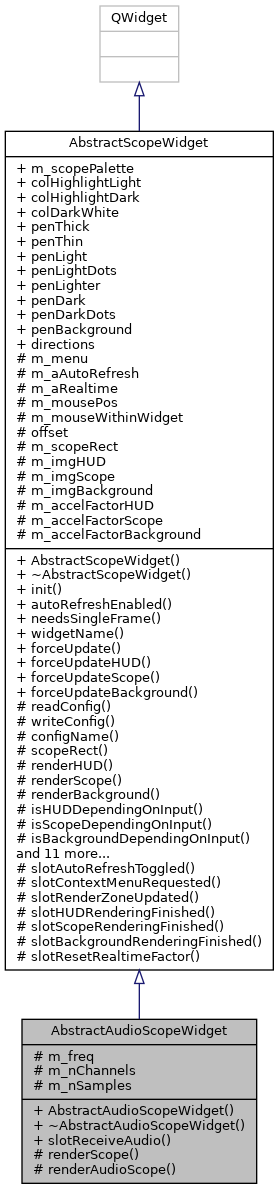 QWidget
AbstractScopeWidget
+ m_scopePalette
+ colHighlightLight
+ colHighlightDark
+ colDarkWhite
+ penThick
+ penThin
+ penLight
+ penLightDots
+ penLighter
+ penDark
+ penDarkDots
+ penBackground
+ directions
# m_menu
# m_aAutoRefresh
# m_aRealtime
# m_mousePos
# m_mouseWithinWidget
# offset
# m_scopeRect
# m_imgHUD
# m_imgScope
# m_imgBackground
# m_accelFactorHUD
# m_accelFactorScope
# m_accelFactorBackground
+ AbstractScopeWidget()
+ ~AbstractScopeWidget()
+ init()
+ autoRefreshEnabled()
+ needsSingleFrame()
+ widgetName()
+ forceUpdate()
+ forceUpdateHUD()
+ forceUpdateScope()
+ forceUpdateBackground()
# readConfig()
# writeConfig()
# configName()
# scopeRect()
# renderHUD()
# renderScope()
# renderBackground()
# isHUDDependingOnInput()
# isScopeDependingOnInput()
# isBackgroundDependingOnInput()
and 11 more...
# slotAutoRefreshToggled()
# slotContextMenuRequested()
# slotRenderZoneUpdated()
# slotHUDRenderingFinished()
# slotScopeRenderingFinished()
# slotBackgroundRenderingFinished()
# slotResetRealtimeFactor()
AbstractAudioScopeWidget
# m_freq
# m_nChannels
# m_nSamples
+ AbstractAudioScopeWidget()
+ ~AbstractAudioScopeWidget()
+ slotReceiveAudio()
# renderScope()
# renderAudioScope()